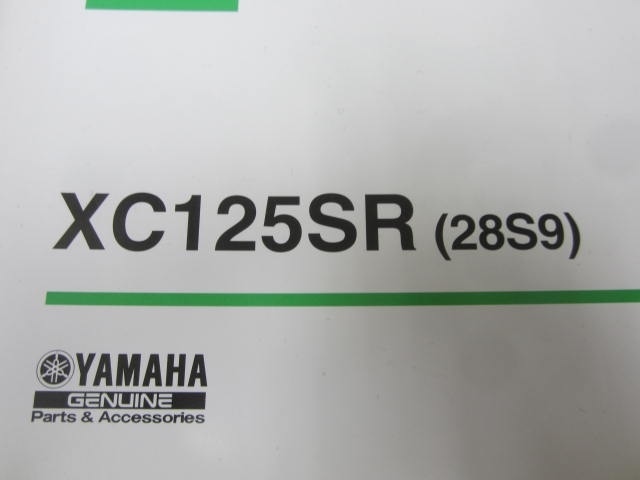 XC125SR (28S9)
YAMAHA
GENUINE
Parts & Accessories